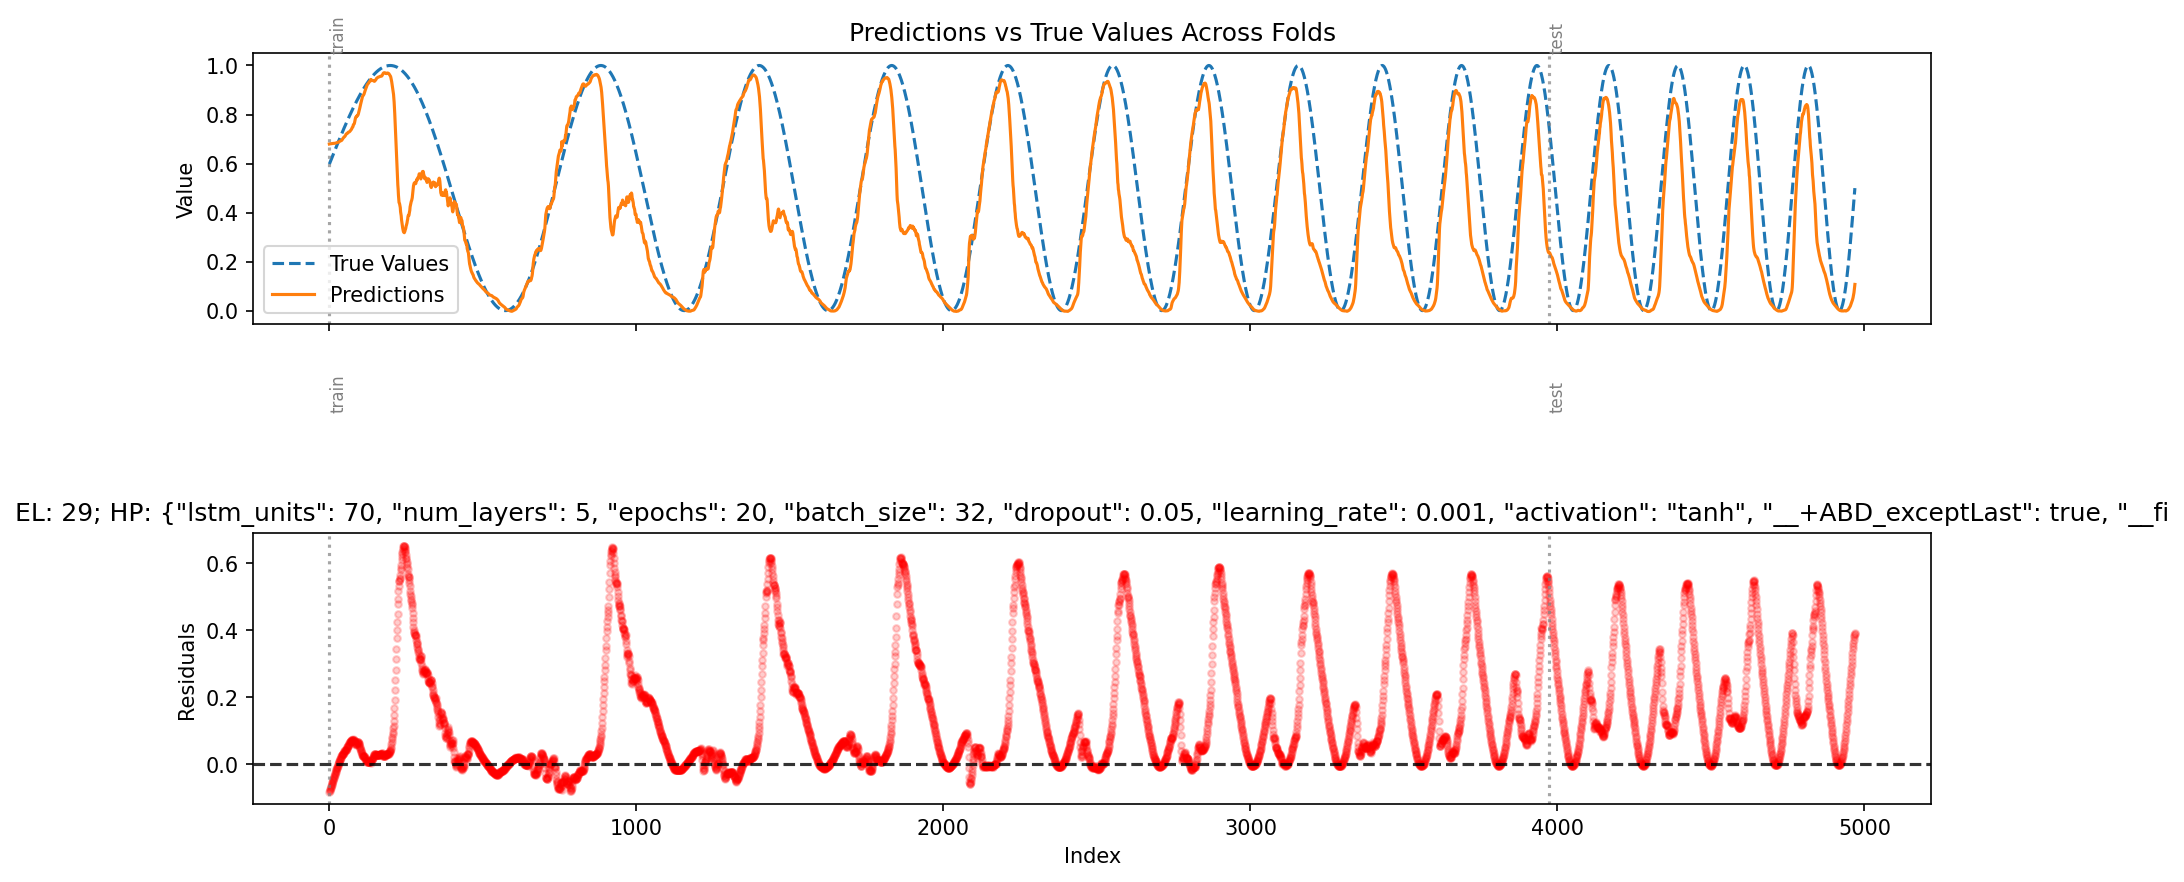 Predictions vs True Values Across Folds
train
test
Value
1.0
0.8
0.6
0.4
0.2
0.0
True Values
Predictions
train
test
EL: 29; HP: {"lstm_units": 70, "num_layers": 5, "epochs": 20, "batch_size": 32, "dropout": 0.05, "learning_rate": 0.001, "activation": "tanh", "__+ABD_exceptLast": true, "__fi
Residuals
0.6
0.4
0.2
0.0
0
1000
2000
3000
4000
5000
Index